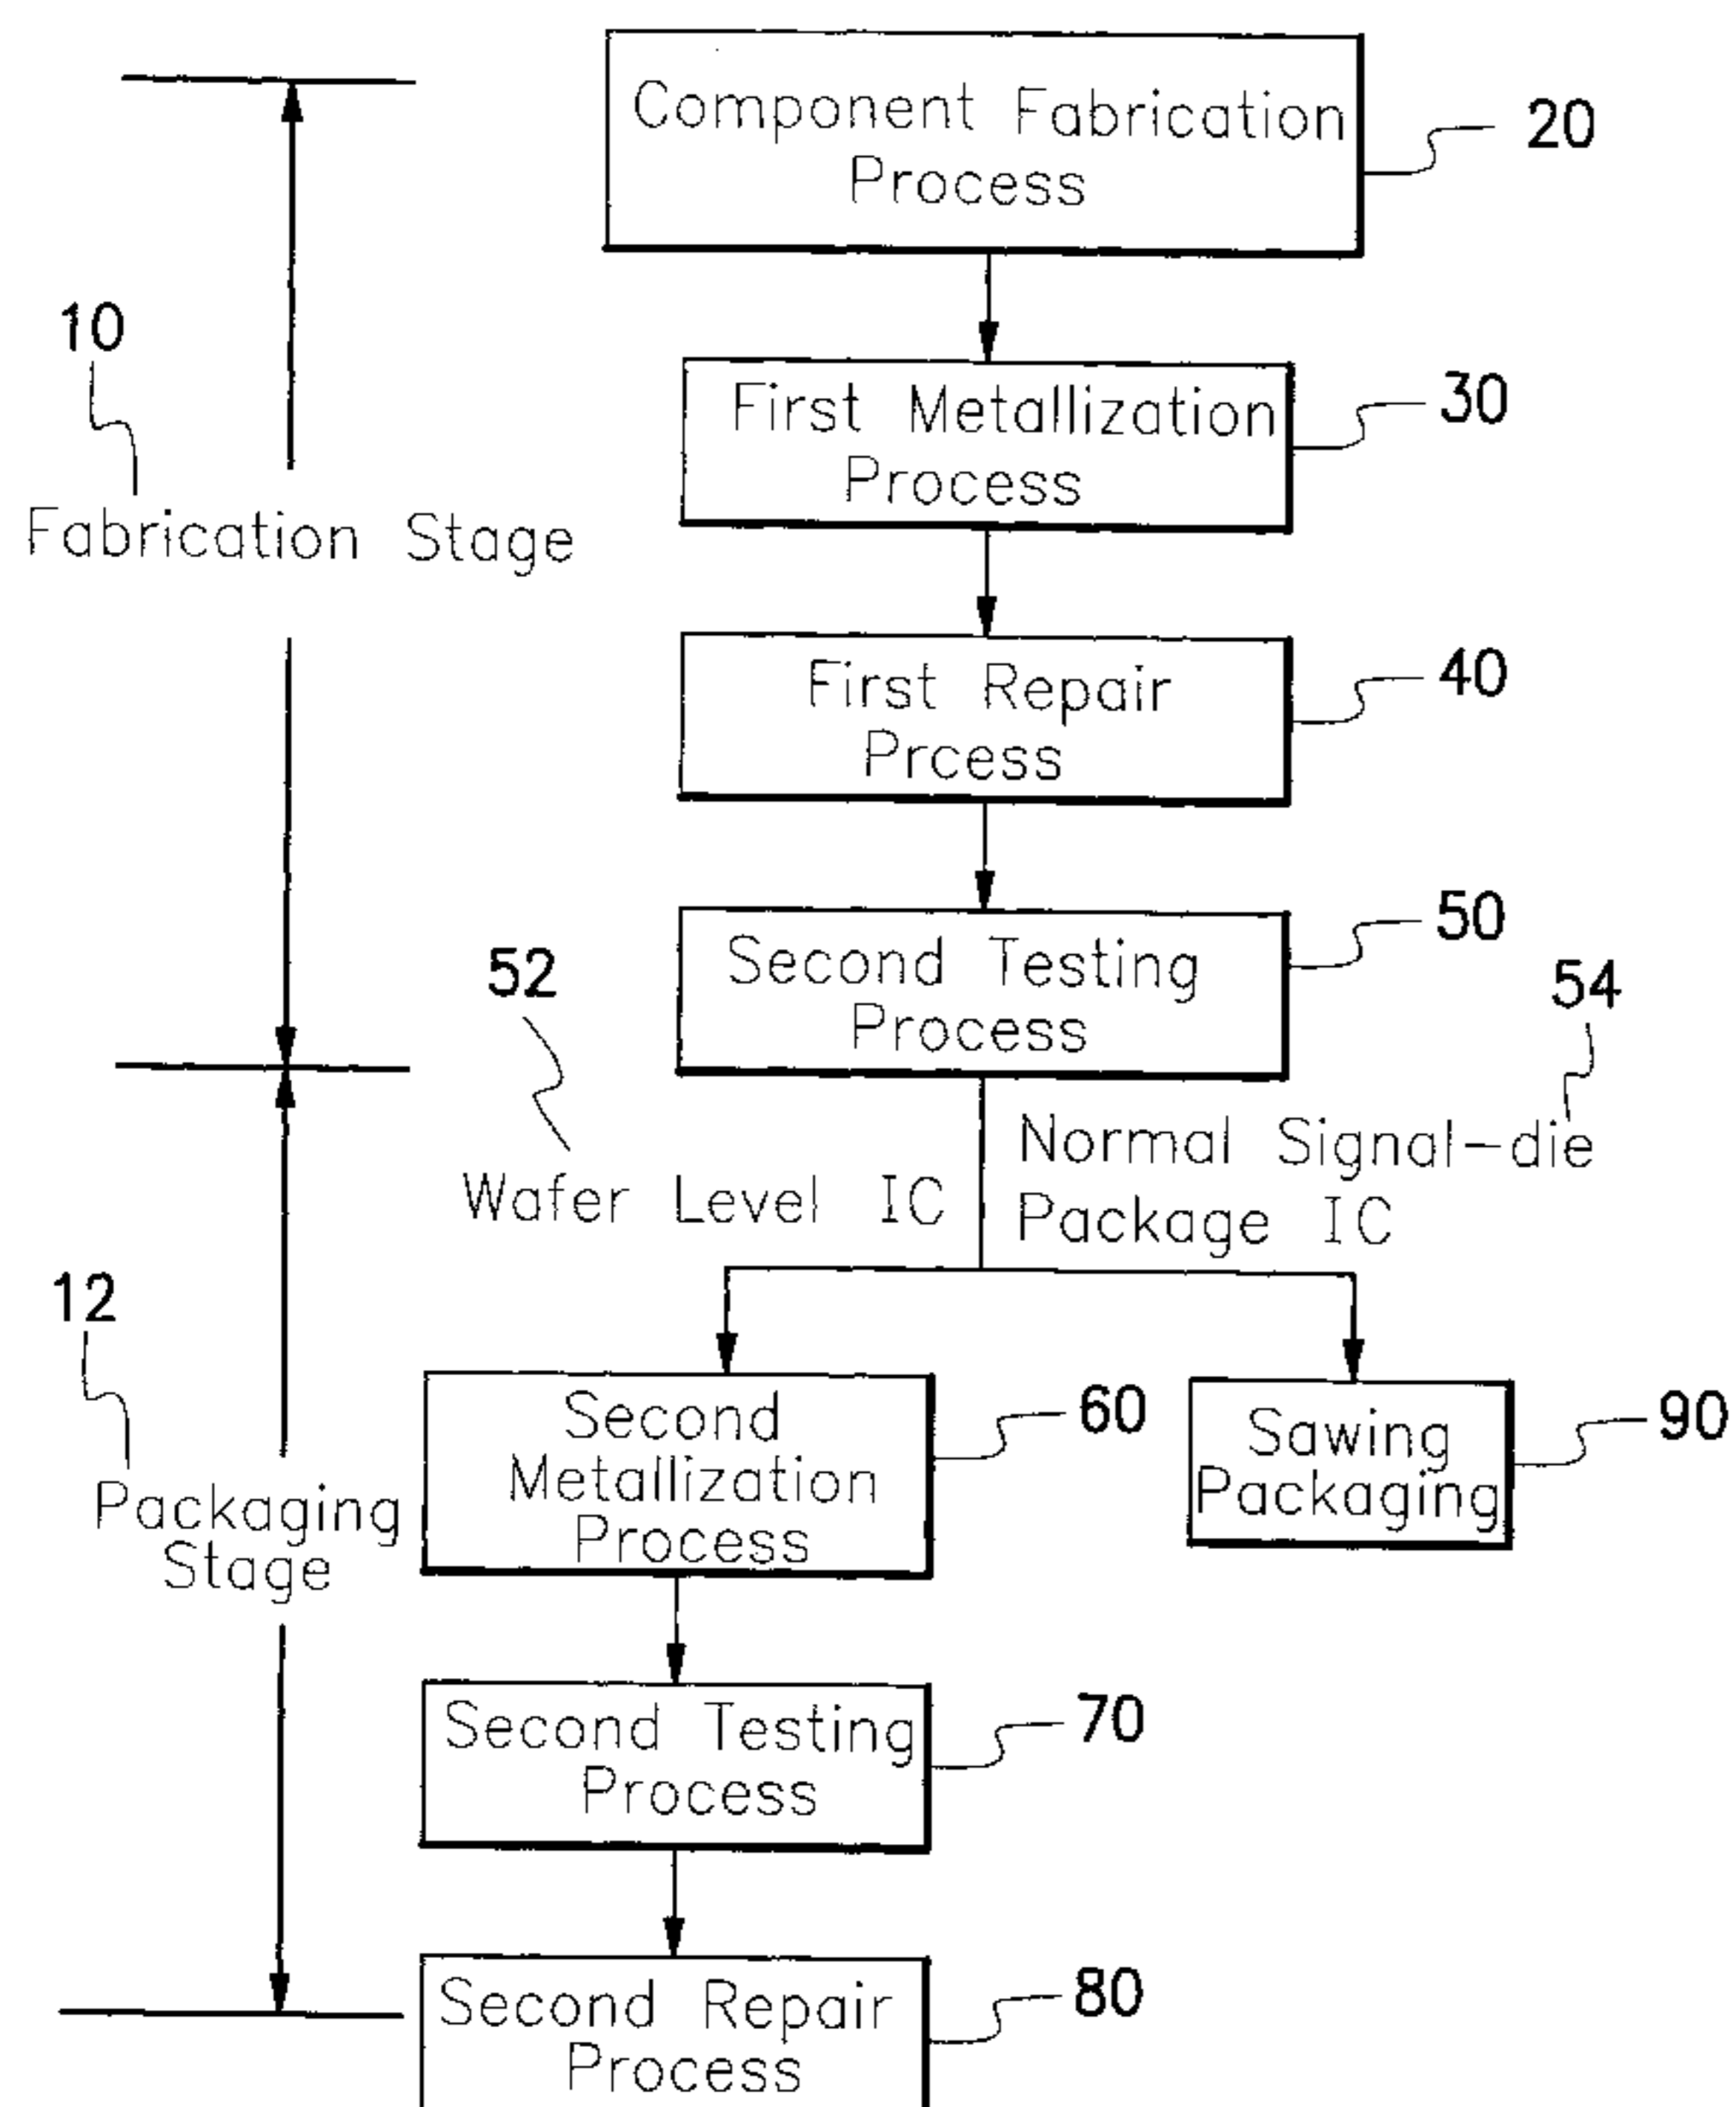 Component Fabrication
Process
20
10
First Metallization
Process
30
Fabrication Stage
First Repair
Prcess
40
Second Testing
Process
50
52
54
Wafer Level IC
Normal Signal-die
Package IC
12
Packaging
Stage
Second
Metallization
Process
60
Sawing
Packaging
90
Second Testing
Process
70
Second Repair
Process
80